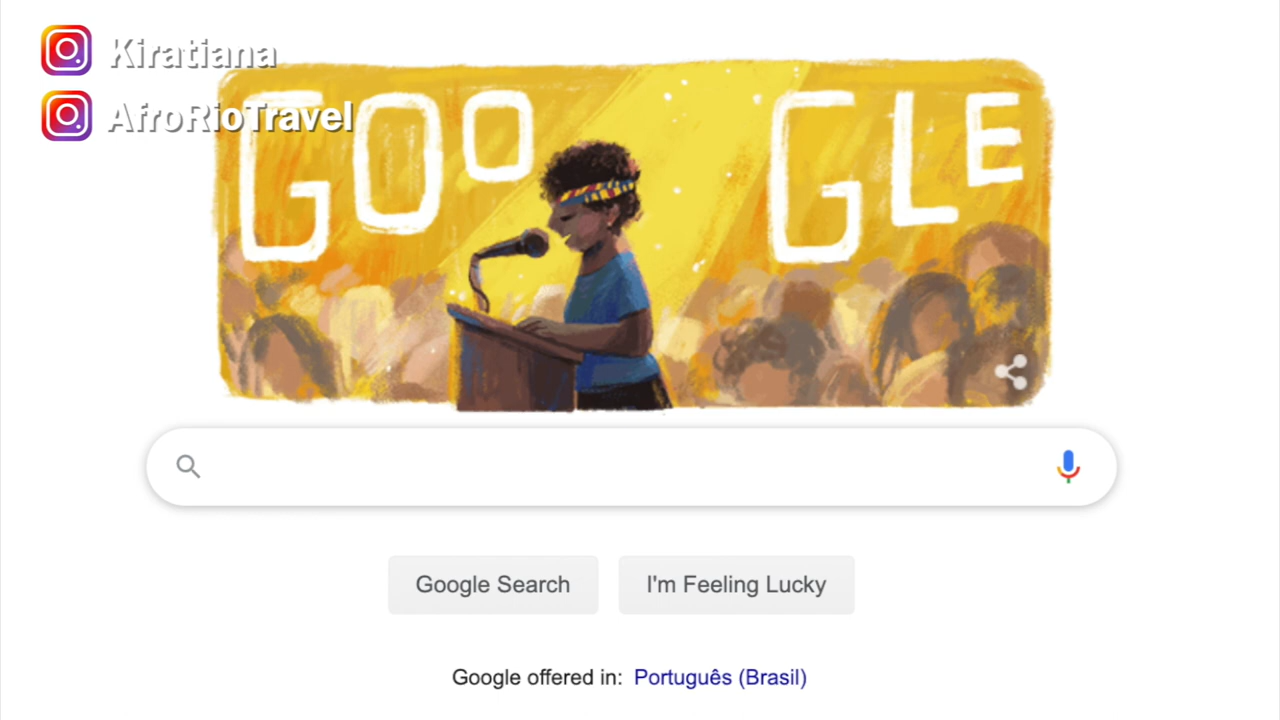 Kiratiana
AfroRioTravel
GOOGLE
Google Search
I'm Feeling Lucky
Google offered in: Português (Brasil)